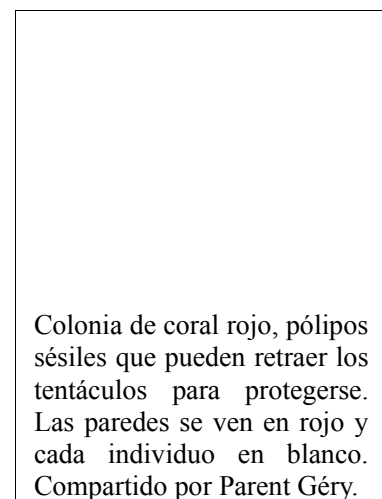 Colonia de coral rojo, pólipos
sésiles que pueden retraer los
tentáculos para protegerse.
Las paredes se ven en rojo y
cada individuo en blanco.
Compartido por Parent Géry.